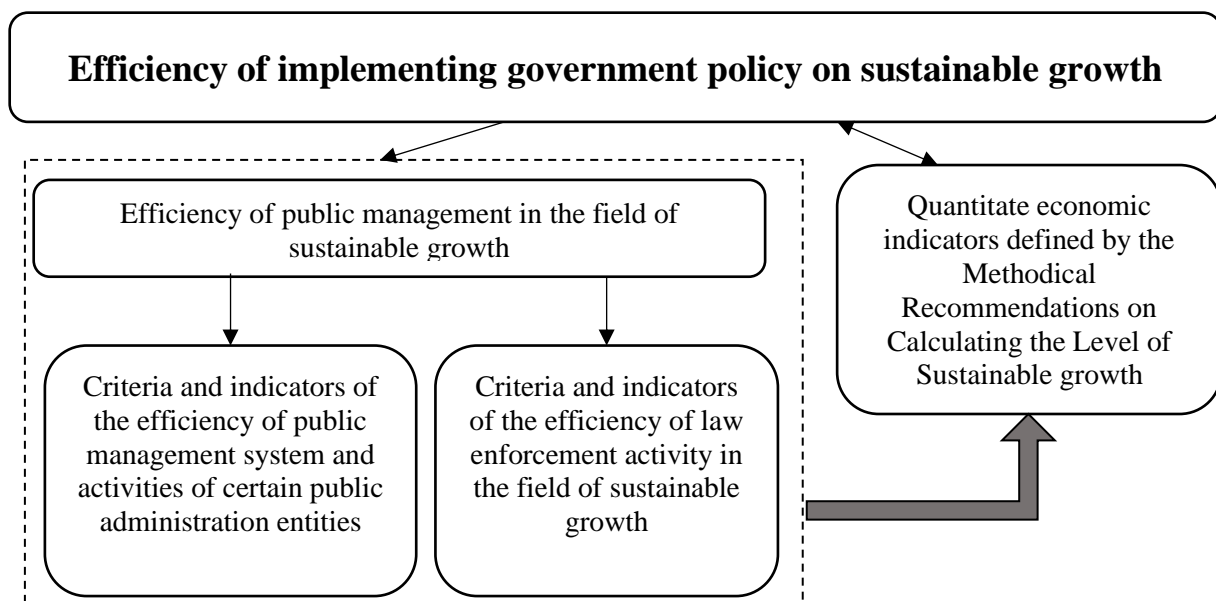 Efficiency of implementing government policy on sustainable growth
Efficiency of public management in the field of
sustainable growth
Quantitate economic
indicators defined by the
Methodical
Recommendations on
Calculating the Level of
Sustainable growth
Criteria and indicators of
the efficiency of public
management system and
activities of certain public
administration entities
Criteria and indicators
of the efficiency of law
enforcement activity in
the field of sustainable
growth